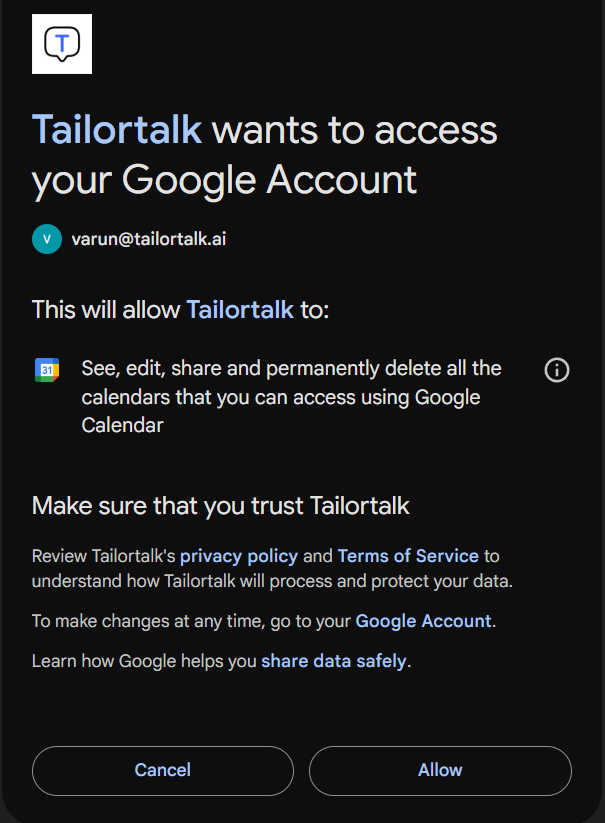 T
Tailortalk wants to access
your Google Account
V varun@tailortalk.ai
This will allow Tailortalk to:
31 See, edit, share and permanently delete all the
calendars that you can access using Google
Calendar
Make sure that you trust Tailortalk
Review Tailortalk's privacy policy and Terms of Service to
understand how Tailortalk will process and protect your data.
To make changes at any time, go to your Google Account.
Learn how Google helps you share data safely.
Cancel Allow